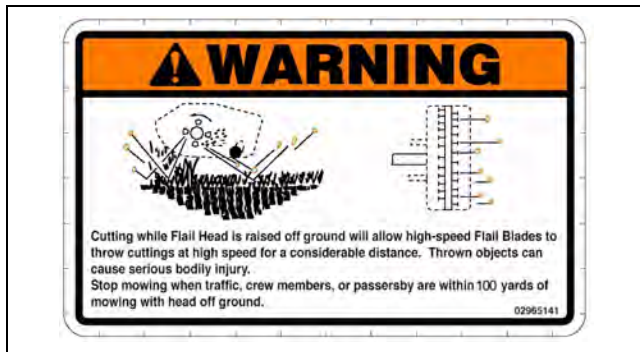 WARNING
Cutting while Flail Head is raised off ground will allow high-speed Flail Blades to
throw cuttings at high speed for a considerable distance. Thrown objects can
cause serious bodily injury.
Stop mowing when traffic, crew members, or passersby are within 100 yards of
mowing with head off ground.
02965141